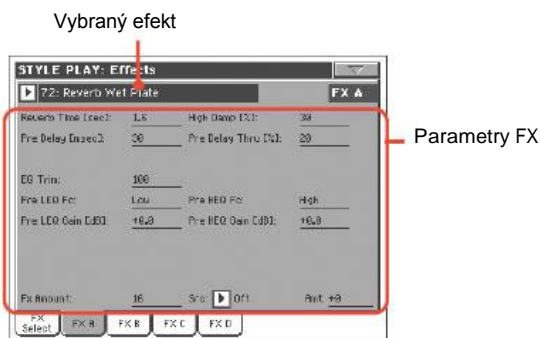 Vybraný efekt
STYLE PLAY: Effects
72: Reverb Wet Plate FX A
Reverb Time [sec]: 1.6 High Damp [%]: 30
Pre Delay [msec]: 30 Pre Delay Thru [%]: 20
Parametry FX
EQ Trim: 100
Pre LEQ Fc: Low Pre HEQ Fc: High
Pre LEQ Gain [dB]: +0.0 Pre HEQ Gain [dB]: +0.0
Fx Amount: 16 Src: Off Amt: +0
FX Select FX A FX B FX C FX D